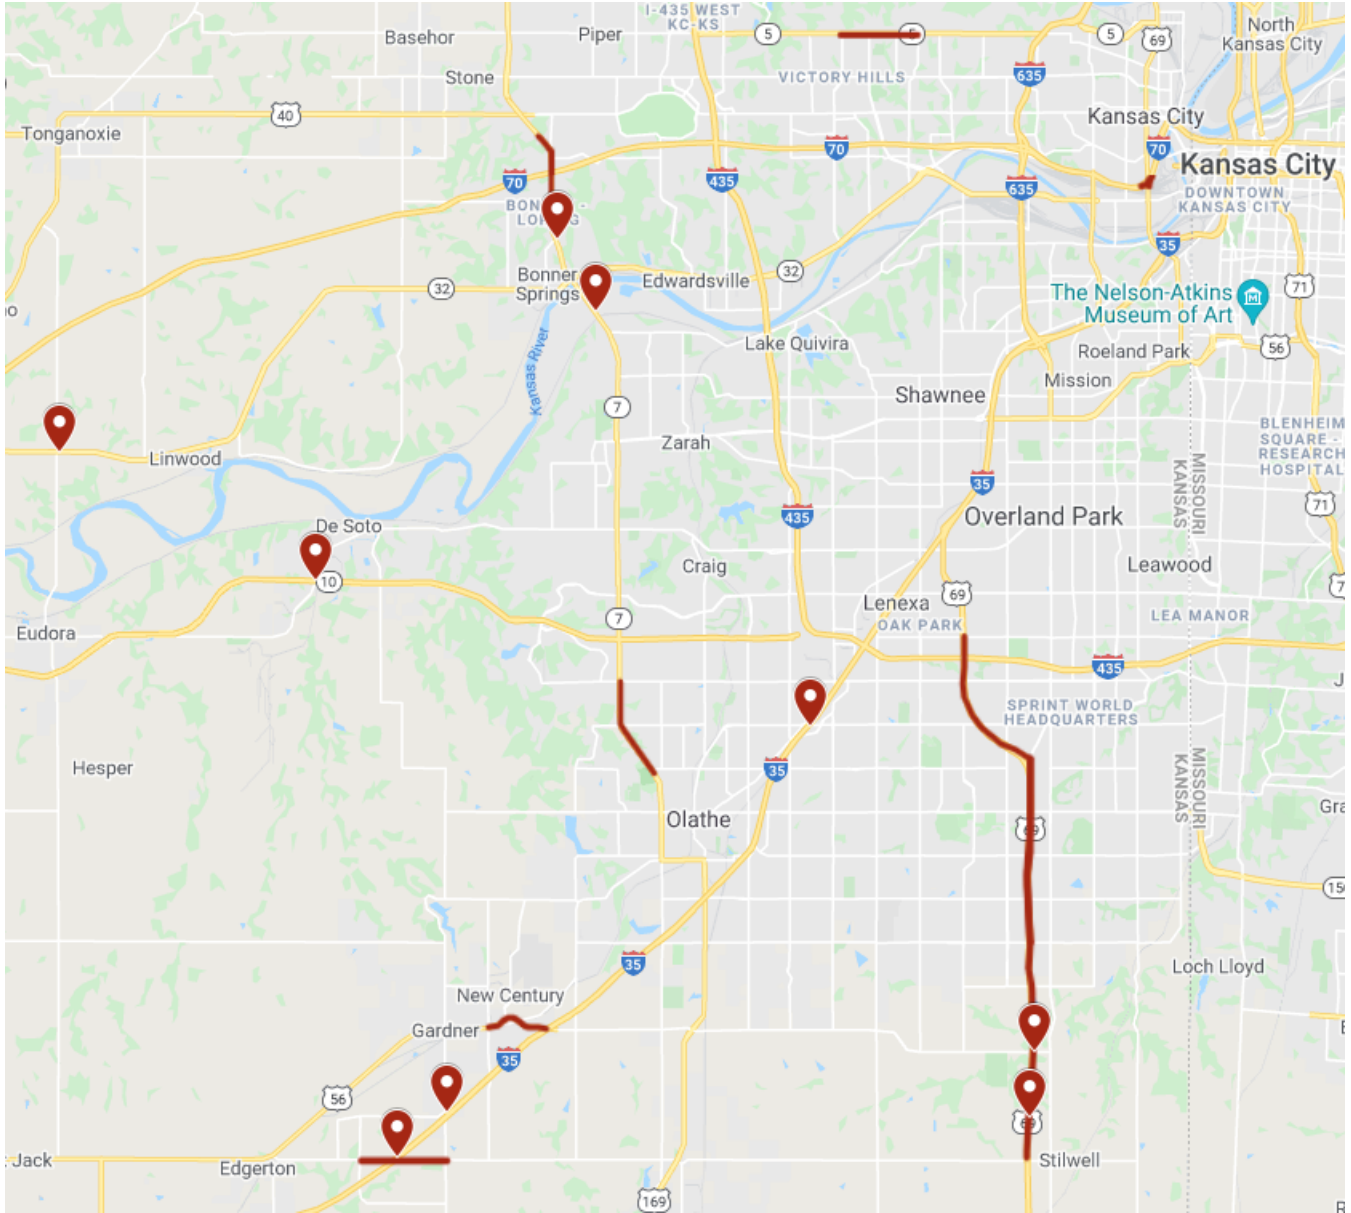 I-435 WEST
KC-KS
Basehor
Piper
5
5
5
69
North
Kansas City
Stone
VICTORY HILLS
635
40
Kansas City
Tonganoxie
70
70
Kansas City
70
435
635
DOWNTOWN
KANSAS CITY
35
Bonner
Springs
Edwardsville
32
32
71
The Nelson-Atkins
Museum of Art
Lake Quivira
Roeland Park
56
Kansas River
Mission
Shawnee
7
BLENHEIM
SQUARE -
RESEARCH
HOSPITAL
Zarah
Linwood
MISSOURI
KANSAS
35
71
De Soto
435
Overland Park
Craig
Leawood
10
69
Lenexa
OAK PARK
LEA MANOR
7
Eudora
435
SPRINT WORLD
HEADQUARTERS
Hesper
35
MISSOURI
KANSAS
Olathe
69
35
Loch Lloyd
New Century
Gardner
35
56
69
Jack
Edgerton
Stilwell
169